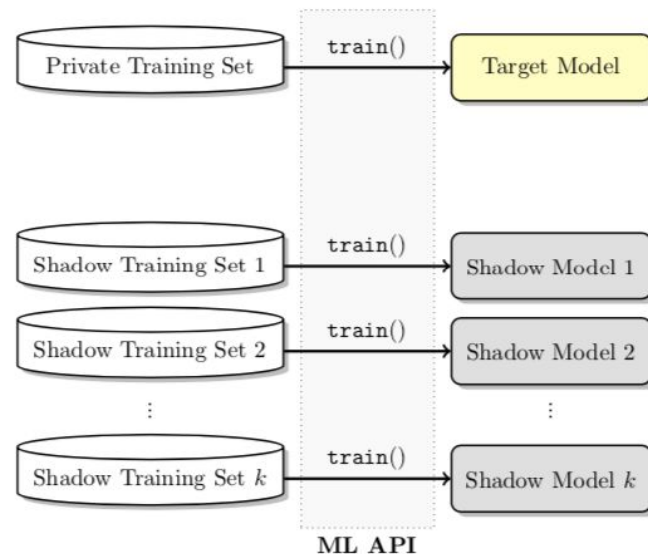 Private Training Set train() Target Model
Shadow Training Set 1 train() Shadow Model 1
Shadow Training Set 2 train() Shadow Model 2
⋮ ⋮
Shadow Training Set k train() Shadow Model k
ML API